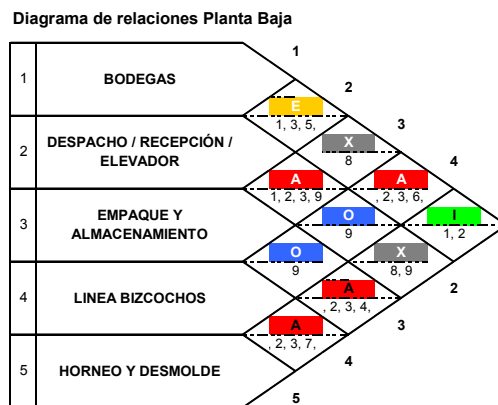 Diagrama de relaciones Planta Baja
1
1
BODEGAS
2
E
1, 3, 5,
3
2
DESPACHO / RECEPCIÓN /
ELEVADOR
X
8
4
A
1, 2, 3, 9
A
, 2, 3, 6,
3
EMPAQUE Y
ALMACENAMIENTO
O
9
I
1, 2
O
9
X
8, 9
2
4
LINEA BIZCOCHOS
A
, 2, 3, 4,
3
A
, 2, 3, 7,
4
5
HORNEO Y DESMOLDE
5